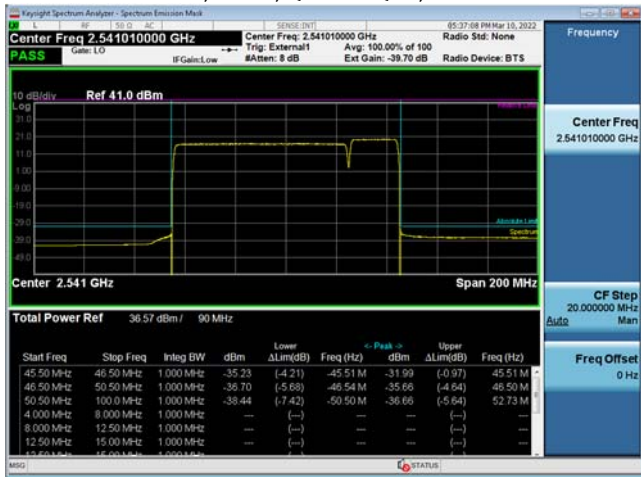 Keysight Spectrum Analyzer - Spectrum Emission Mask
L RF 50 Ω AC SENSE:INT 05:37:08 PM Mar 10, 2022
Center Freq 2.541010000 GHz Center Freq: 2.541010000 GHz Radio Std: None
Gate: LO Trig: External1 Avg: 100.00% of 100
PASS IFGain:Low #Atten: 8 dB Ext Gain: -39.70 dB Radio Device: BTS
Frequency
10 dB/div Ref 41.0 dBm
Log
31.0
21.0
11.0
1.00
9.00
19.0
29.0
39.0
49.0
Absolute Limit
Spectrum
Center 2.541 GHz Span 200 MHz
Center Freq
2.541010000 GHz
CF Step
20.000000 MHz
Auto Man
Freq Offset
0 Hz
Total Power Ref 36.57 dBm / 90 MHz
Lower <- Peak -> Upper
Start Freq Stop Freq Integ BW dBm ΔLim(dB) Freq (Hz) dBm ΔLim(dB) Freq (Hz)
45.50 MHz 46.50 MHz 1.000 MHz -35.23 (-4.21) -45.51 M -31.99 (-0.97) 45.51 M
46.50 MHz 50.50 MHz 1.000 MHz -36.70 (-5.68) -46.54 M -35.66 (-4.64) 46.50 M
50.50 MHz 100.0 MHz 1.000 MHz -38.44 (-7.42) -50.50 M -36.66 (-5.64) 52.73 M
4.000 MHz 8.000 MHz 1.000 MHz --- (---) --- --- (---) ---
8.000 MHz 12.50 MHz 1.000 MHz --- (---) --- --- (---) ---
12.50 MHz 15.00 MHz 1.000 MHz --- (---) --- --- (---) ---
MSG STATUS